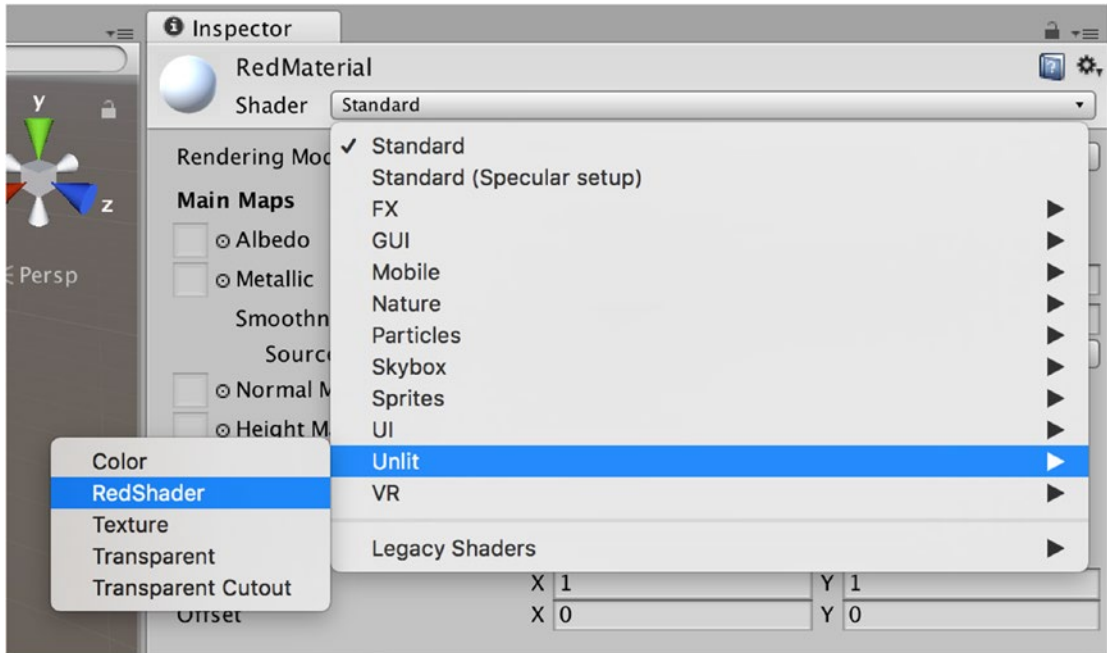 Inspector
RedMaterial
Shader Standard
y
z
Persp
Rendering Mod
Main Maps
Albedo
Metallic
Smoothn
Sourc
Normal M
Height M
✓ Standard
Standard (Specular setup)
FX
GUI
Mobile
Nature
Particles
Skybox
Sprites
UI
Unlit
VR
Legacy Shaders
Color
RedShader
Texture
Transparent
Transparent Cutout
X 1 Y 1
Offset X 0 Y 0